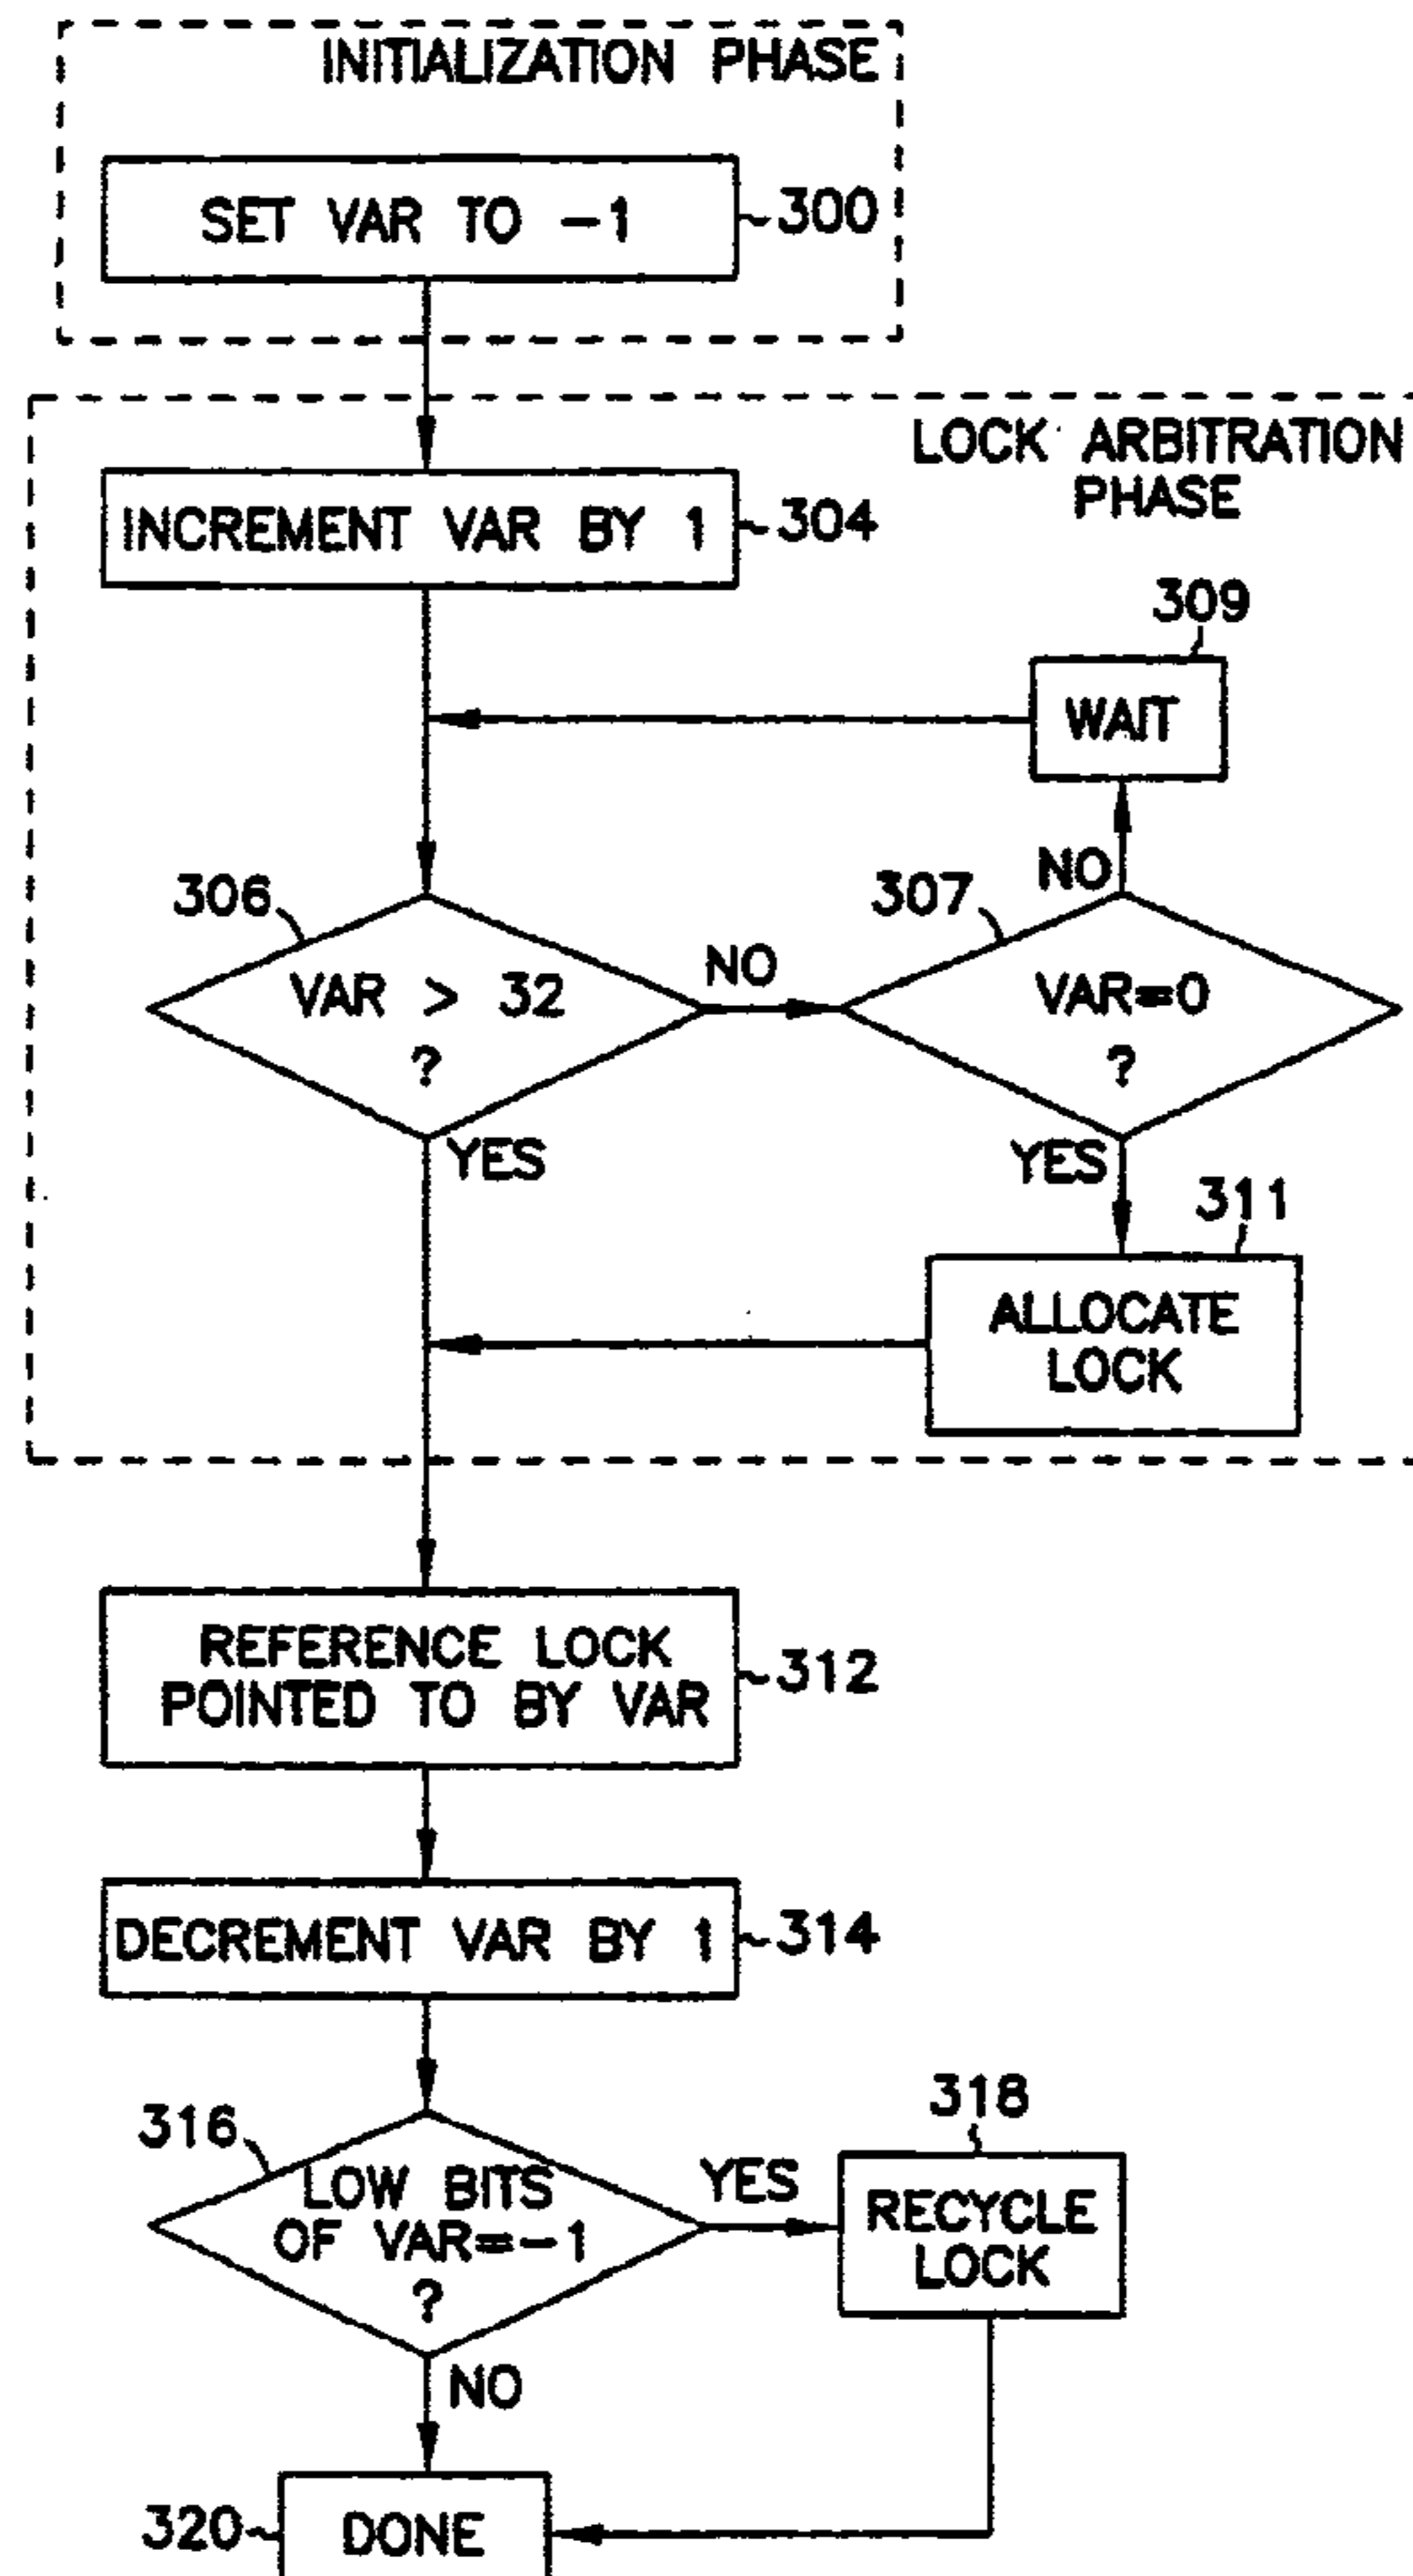 INITIALIZATION PHASE
SET VAR TO -1
300
LOCK ARBITRATION
PHASE
INCREMENT VAR BY 1
304
309
WAIT
306
VAR > 32
?
NO
YES
307
NO
VAR=0
?
YES
311
ALLOCATE
LOCK
REFERENCE LOCK
POINTED TO BY VAR
312
DECREMENT VAR BY 1
314
316
LOW BITS
OF VAR=-1
?
YES
NO
318
RECYCLE
LOCK
320
DONE